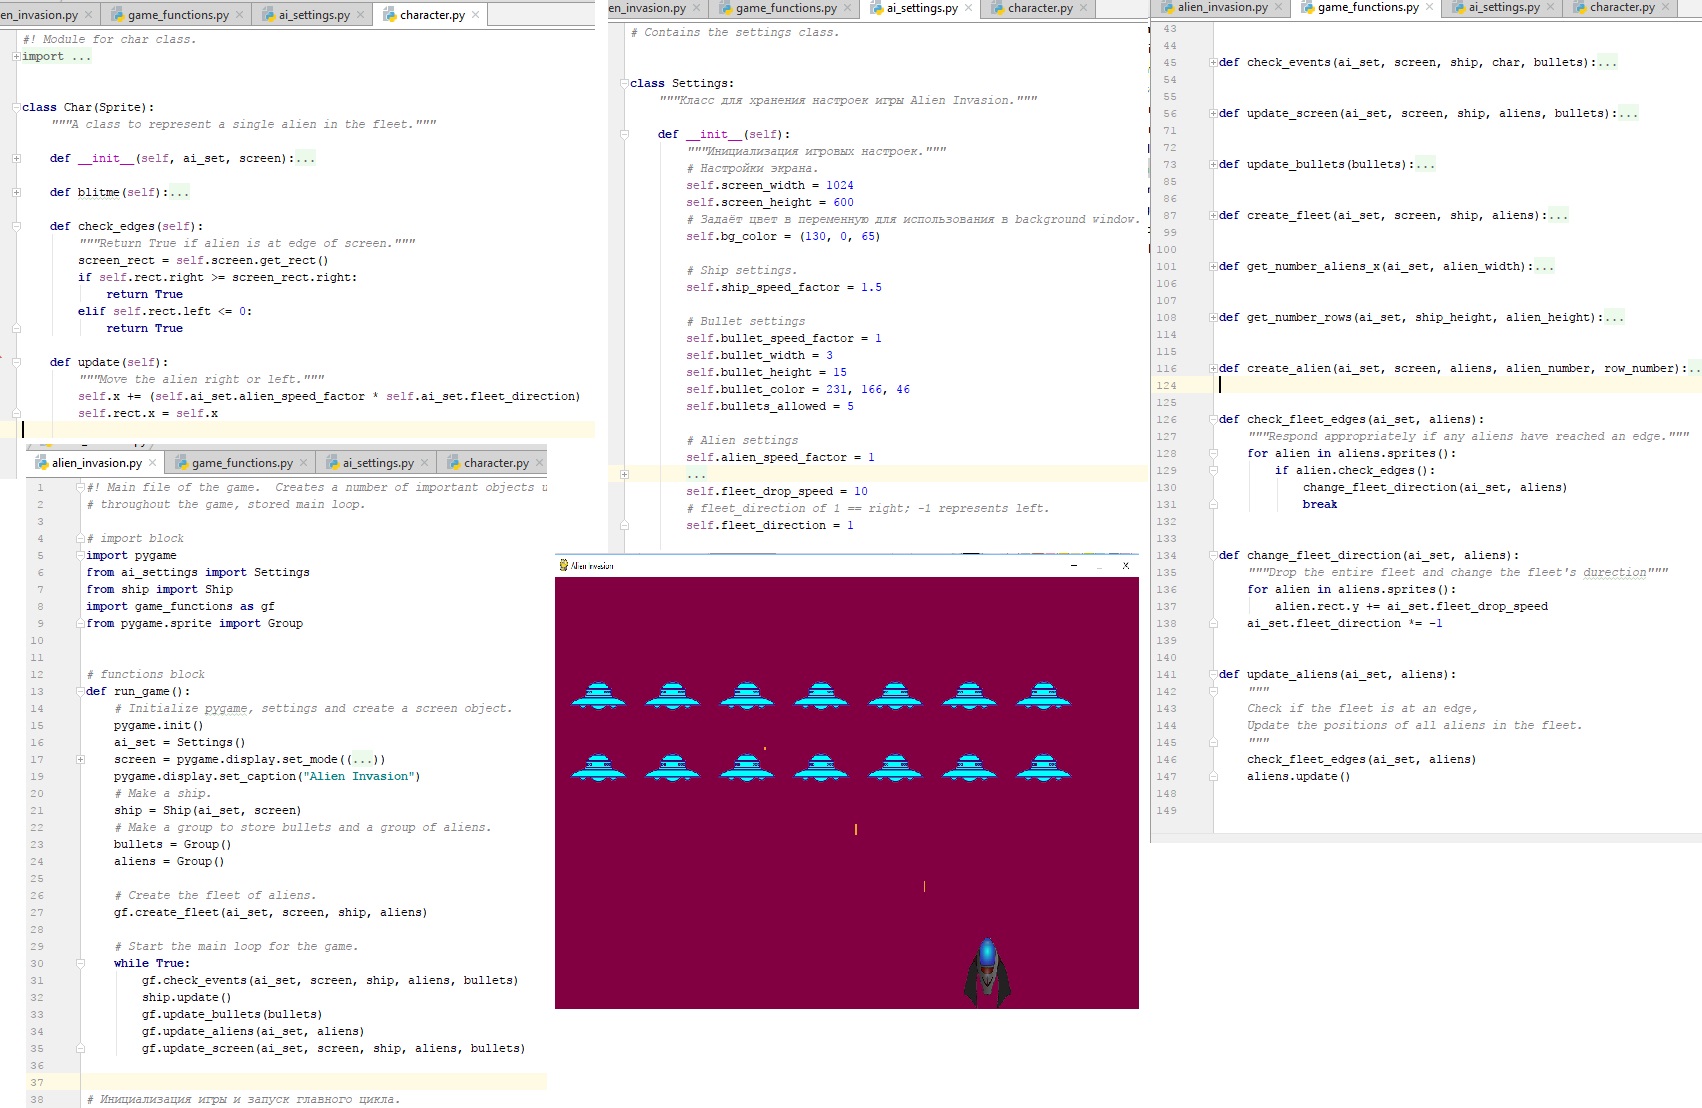 en_invasion.py game_functions.py ai_settings.py character.py
#! Module for char class.
import ...
class Char(Sprite):
"""A class to represent a single alien in the fleet."""
def __init__(self, ai_set, screen):...
def blitme(self):...
def check_edges(self):
"""Return True if alien is at edge of screen."""
screen_rect = self.screen.get_rect()
if self.rect.right >= screen_rect.right:
return True
elif self.rect.left <= 0:
return True
def update(self):
"""Move the alien right or left."""
self.x += (self.ai_set.alien_speed_factor * self.ai_set.fleet_direction)
self.rect.x = self.x
alien_invasion.py game_functions.py ai_settings.py character.py
1 #! Main file of the game.  Creates a number of important objects u
2 # throughout the game, stored main loop.
3
4 # import block
5 import pygame
6 from ai_settings import Settings
7 from ship import Ship
8 import game_functions as gf
9 from pygame.sprite import Group
10
11
12 # functions block
13 def run_game():
14 # Initialize pygame, settings and create a screen object.
15 pygame.init()
16 ai_set = Settings()
17 screen = pygame.display.set_mode((...))
19 pygame.display.set_caption("Alien Invasion")
20 # Make a ship.
21 ship = Ship(ai_set, screen)
22 # Make a group to store bullets and a group of aliens.
23 bullets = Group()
24 aliens = Group()
25
26 # Create the fleet of aliens.
27 gf.create_fleet(ai_set, screen, ship, aliens)
28
29 # Start the main loop for the game.
30 while True:
31 gf.check_events(ai_set, screen, ship, aliens, bullets)
32 ship.update()
33 gf.update_bullets(bullets)
34 gf.update_aliens(ai_set, aliens)
35 gf.update_screen(ai_set, screen, ship, aliens, bullets)
36
37
38 # Инициализация игры и запуск главного цикла.
en_invasion.py game_functions.py ai_settings.py character.py
# Contains the settings class.
class Settings:
"""Класс для хранения настроек игры Alien Invasion."""
def __init__(self):
"""Инициализация игровых настроек."""
# Настройки экрана.
self.screen_width = 1024
self.screen_height = 600
# Задаёт цвет в переменную для использования в background window.
self.bg_color = (130, 0, 65)
# Ship settings.
self.ship_speed_factor = 1.5
# Bullet settings
self.bullet_speed_factor = 1
self.bullet_width = 3
self.bullet_height = 15
self.bullet_color = 231, 166, 46
self.bullets_allowed = 5
# Alien settings
self.alien_speed_factor = 1
...
self.fleet_drop_speed = 10
# fleet_direction of 1 == right; -1 represents left.
self.fleet_direction = 1
Alien Invasion
alien_invasion.py game_functions.py ai_settings.py character.py
43
44
45 def check_events(ai_set, screen, ship, char, bullets):...
54
55
56 def update_screen(ai_set, screen, ship, aliens, bullets):...
71
72
73 def update_bullets(bullets):...
85
86
87 def create_fleet(ai_set, screen, ship, aliens):...
99
100
101 def get_number_aliens_x(ai_set, alien_width):...
106
107
108 def get_number_rows(ai_set, ship_height, alien_height):...
114
115
116 def create_alien(ai_set, screen, aliens, alien_number, row_number):...
124
125
126 def check_fleet_edges(ai_set, aliens):
127 """Respond appropriately if any aliens have reached an edge."""
128 for alien in aliens.sprites():
129 if alien.check_edges():
130 change_fleet_direction(ai_set, aliens)
131 break
132
133
134 def change_fleet_direction(ai_set, aliens):
135 """Drop the entire fleet and change the fleet's durection"""
136 for alien in aliens.sprites():
137 alien.rect.y += ai_set.fleet_drop_speed
138 ai_set.fleet_direction *= -1
139
140
141 def update_aliens(ai_set, aliens):
142 """
143 Check if the fleet is at an edge,
144 Update the positions of all aliens in the fleet.
145 """
146 check_fleet_edges(ai_set, aliens)
147 aliens.update()
148
149